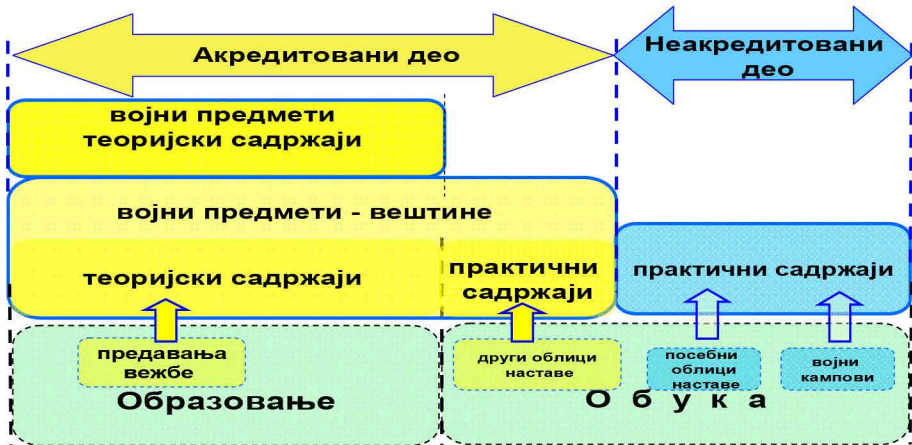 Акредитовани део
Неакредитовани
део
војни предмети
теоријски садржаји
војни предмети - вештине
теоријски садржаји
практични
садржаји
практични садржаји
предавања
вежбе
други облици
наставе
посебни
облици
наставе
војни
кампови
Образовање
О б у к а